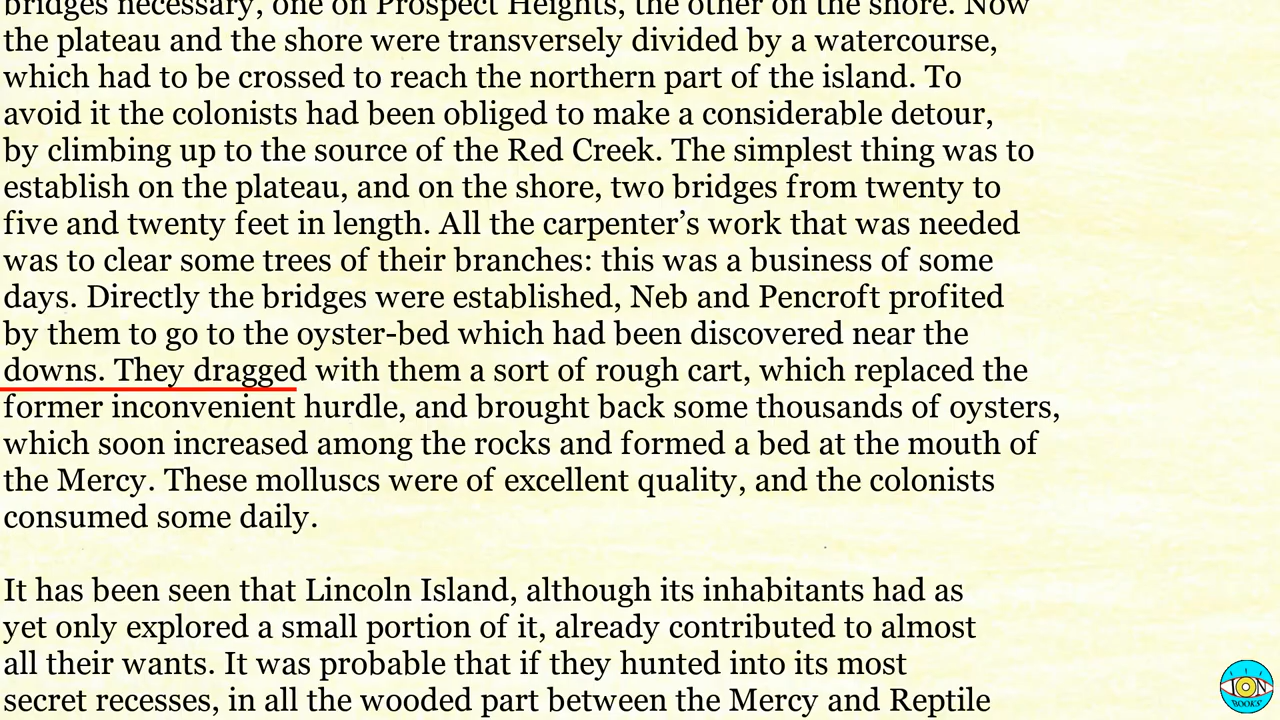 bridges necessary, one on Prospect Heights, the other on the shore. Now
the plateau and the shore were transversely divided by a watercourse,
which had to be crossed to reach the northern part of the island. To
avoid it the colonists had been obliged to make a considerable detour,
by climbing up to the source of the Red Creek. The simplest thing was to
establish on the plateau, and on the shore, two bridges from twenty to
five and twenty feet in length. All the carpenter’s work that was needed
was to clear some trees of their branches: this was a business of some
days. Directly the bridges were established, Neb and Pencroft profited
by them to go to the oyster-bed which had been discovered near the
downs. They dragged with them a sort of rough cart, which replaced the
former inconvenient hurdle, and brought back some thousands of oysters,
which soon increased among the rocks and formed a bed at the mouth of
the Mercy. These molluscs were of excellent quality, and the colonists
consumed some daily.
It has been seen that Lincoln Island, although its inhabitants had as
yet only explored a small portion of it, already contributed to almost
all their wants. It was probable that if they hunted into its most
secret recesses, in all the wooded part between the Mercy and Reptile
ION
BOOKS